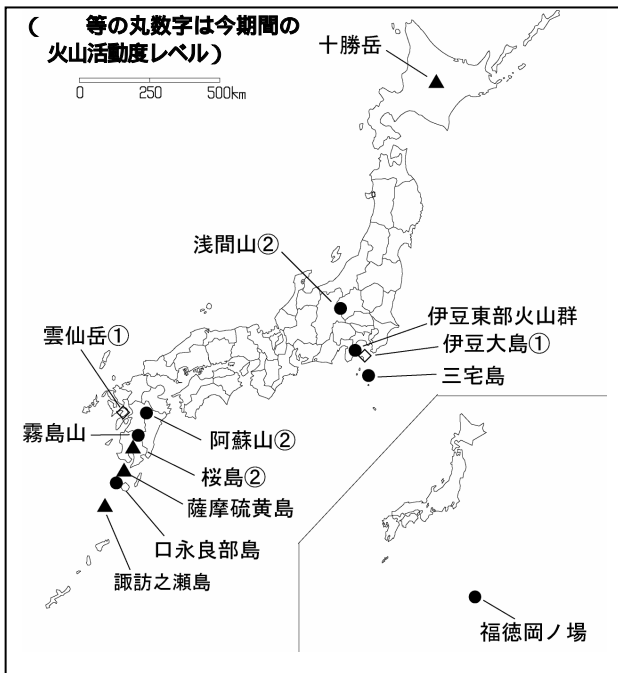 (　　等の丸数字は今期間の
火山活動度レベル)
0 250 500km
十勝岳
浅間山②
伊豆東部火山群
伊豆大島①
三宅島
雲仙岳①
霧島山
阿蘇山②
桜島②
薩摩硫黄島
口永良部島
諏訪之瀬島
福徳岡ノ場